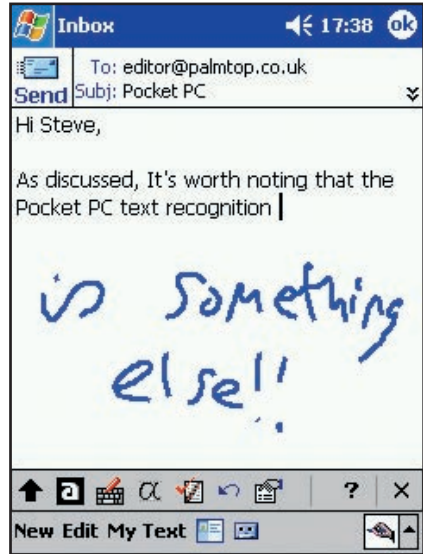 Inbox 17:38 ok
To: editor@palmtop.co.uk
Send Subj: Pocket PC
Hi Steve,
As discussed, It's worth noting that the
Pocket PC text recognition
is something
else!!
a α ? ×
New Edit My Text